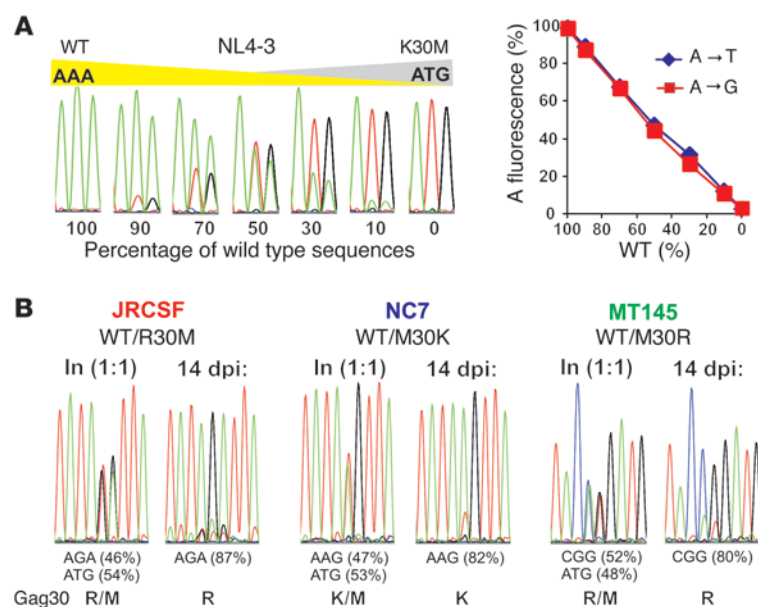 A
WT NL4-3 K30M
AAA ATG
100 90 70 50 30 10 0
Percentage of wild type sequences
A fluorescence (%)
100
80
60
40
20
0
A→T
A→G
100 80 60 40 20 0
WT (%)
B
JRCSF NC7 MT145
WT/R30M WT/M30K WT/M30R
In (1:1) 14 dpi: In (1:1) 14 dpi: In (1:1) 14 dpi:
AGA (46%) AGA (87%) AAG (47%) AAG (82%) CGG (52%) CGG (80%)
ATG (54%) ATG (53%) ATG (48%)
Gag30 R/M R K/M K R/M R